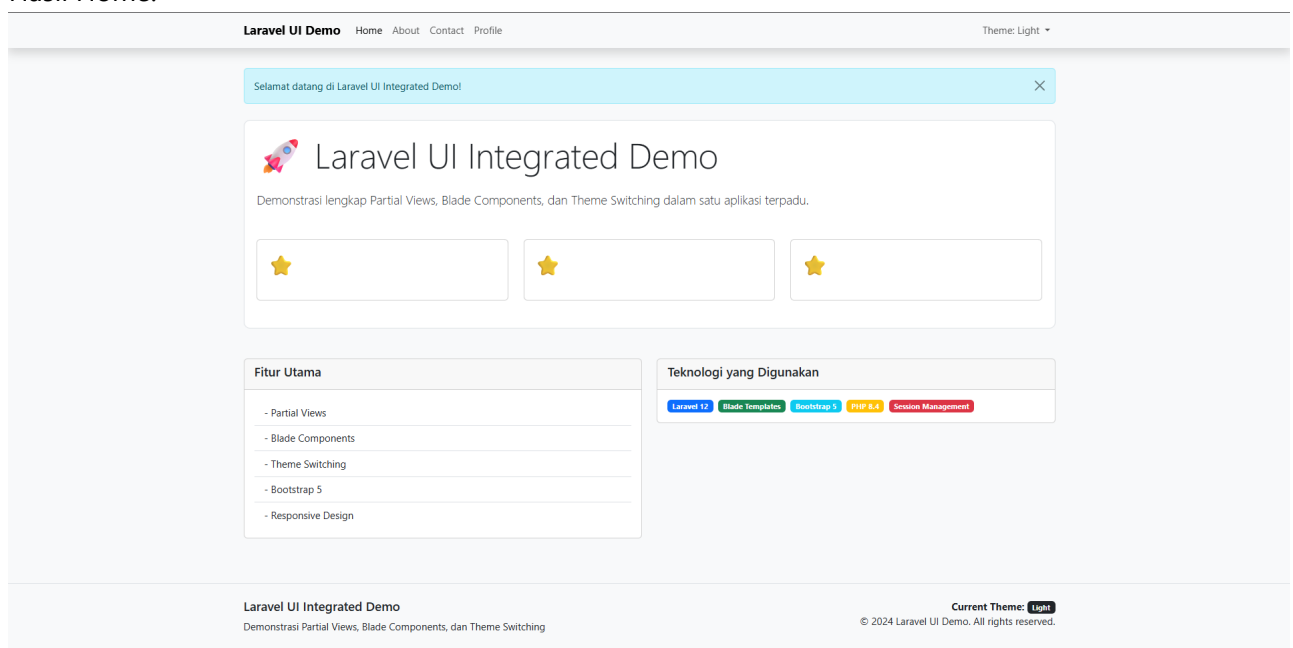 Laravel UI Demo Home About Contact Profile Theme: Light
Selamat datang di Laravel UI Integrated Demo!
🚀 Laravel UI Integrated Demo
Demonstrasi lengkap Partial Views, Blade Components, dan Theme Switching dalam satu aplikasi terpadu.
Fitur Utama
- Partial Views
- Blade Components
- Theme Switching
- Bootstrap 5
- Responsive Design
Teknologi yang Digunakan
Laravel 12 Blade Templates Bootstrap 5 PHP 8.4 Session Management
Laravel UI Integrated Demo
Demonstrasi Partial Views, Blade Components, dan Theme Switching
Current Theme: Light
© 2024 Laravel UI Demo. All rights reserved.